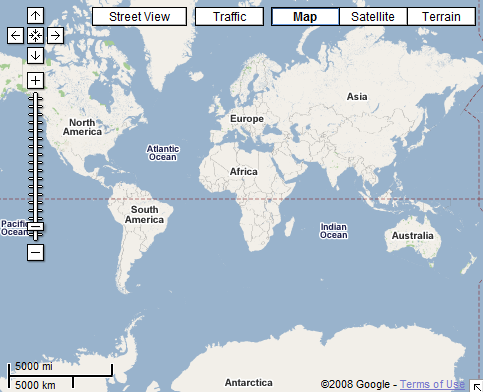 Street View
Traffic
Map
Satellite
Terrain
North
America
Atlantic
Ocean
Europe
Asia
Africa
South
America
Pacific
Ocean
Indian
Ocean
Australia
5000 mi
5000 km
Antarctica
©2008 Google - Terms of Use